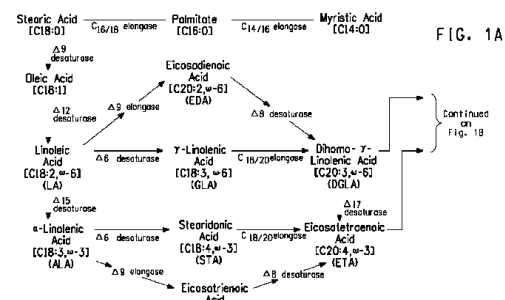 Stearic Acid
[C18:0]
C16/18 elongase
Palmitate
[C16:0]
C14/16 elongase
Myristic Acid
[C14:0]
FIG. 1A
Δ9
desaturase
Oleic Acid
[C18:1]
Δ12
desaturase
Δ9 elongase
Eicosadienoic
Acid
[C20:2,ω-6]
(EDA)
Δ8 desaturase
Continued
on
Fig. 1B
Linoleic
Acid
[C18:2,ω-6]
(LA)
Δ6 desaturase
γ-Linolenic
Acid
[C18:3, ω-6]
(GLA)
C18/20 elongase
Dihomo-γ-
Linolenic Acid
[C20:3,ω-6]
(DGLA)
Δ15
desaturase
Δ17
desaturase
α-Linolenic
Acid
[C18:3,ω-3]
(ALA)
Δ6 desaturase
Stearidonic
Acid
[C18:4,ω-3]
(STA)
C18/20 elongase
Eicosatetraenoic
Acid
[C20:4,ω-3]
(ETA)
Δ9 elongase
Δ8 desaturase
Eicosatrienoic
Acid